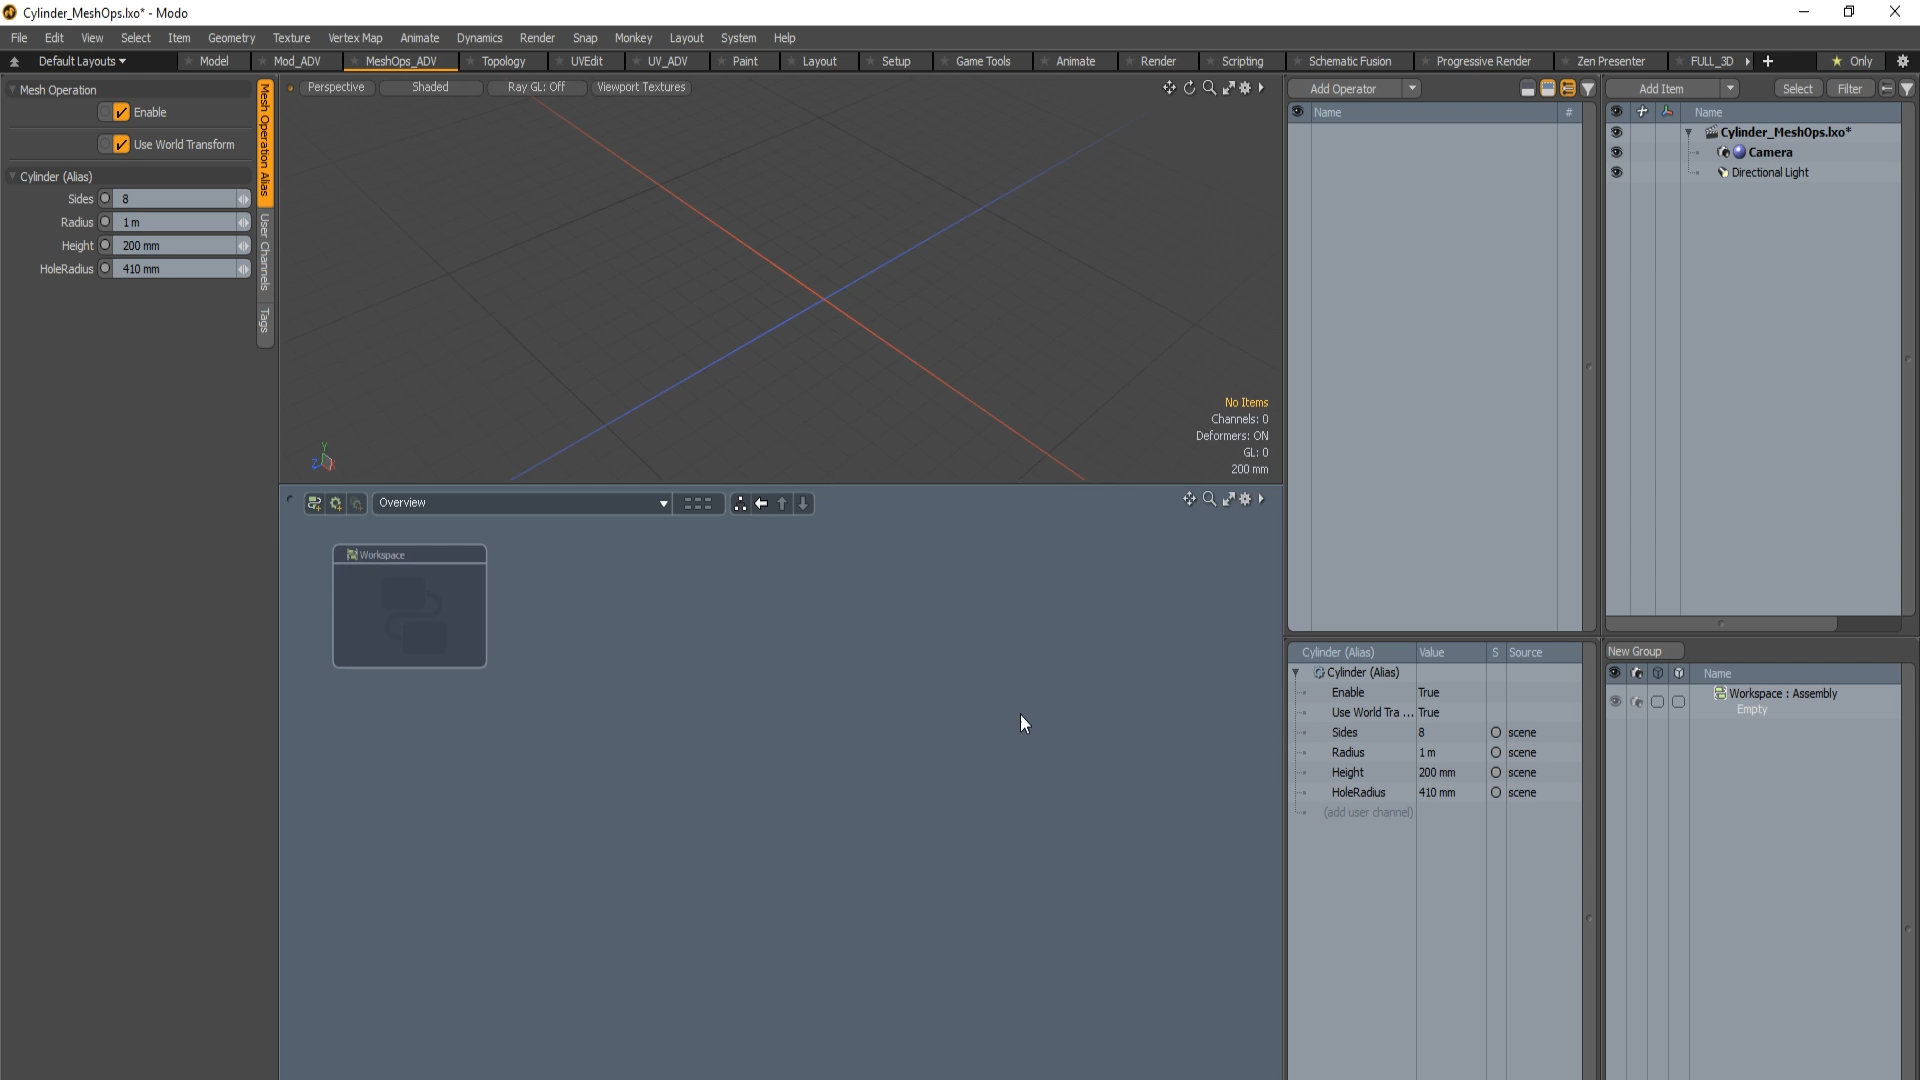 Cylinder_MeshOps.lxo* - Modo
File Edit View Select Item Geometry Texture Vertex Map Animate Dynamics Render Snap Monkey Layout System Help
Default Layouts Model Mod_ADV MeshOps_ADV Topology UVEdit UV_ADV Paint Layout Setup Game Tools Animate Render Scripting Schematic Fusion Progressive Render Zen Presenter FULL_3D Only
Mesh Operation
Enable
Use World Transform
Cylinder (Alias)
Sides 8
Radius 1 m
Height 200 mm
HoleRadius 410 mm
Mesh Operation Alias
User Channels
Tags
Perspective Shaded Ray GL: Off Viewport Textures
No Items
Channels: 0
Deformers: ON
GL: 0
200 mm
Y
Z X
Overview
Workspace
Add Operator
Name #
Add Item Select Filter
Name
Cylinder_MeshOps.lxo*
Camera
Directional Light
Cylinder (Alias) Value S Source
Cylinder (Alias)
Enable True
Use World Tra ... True
Sides 8 scene
Radius 1 m scene
Height 200 mm scene
HoleRadius 410 mm scene
(add user channel)
New Group
Name
Workspace : Assembly
Empty